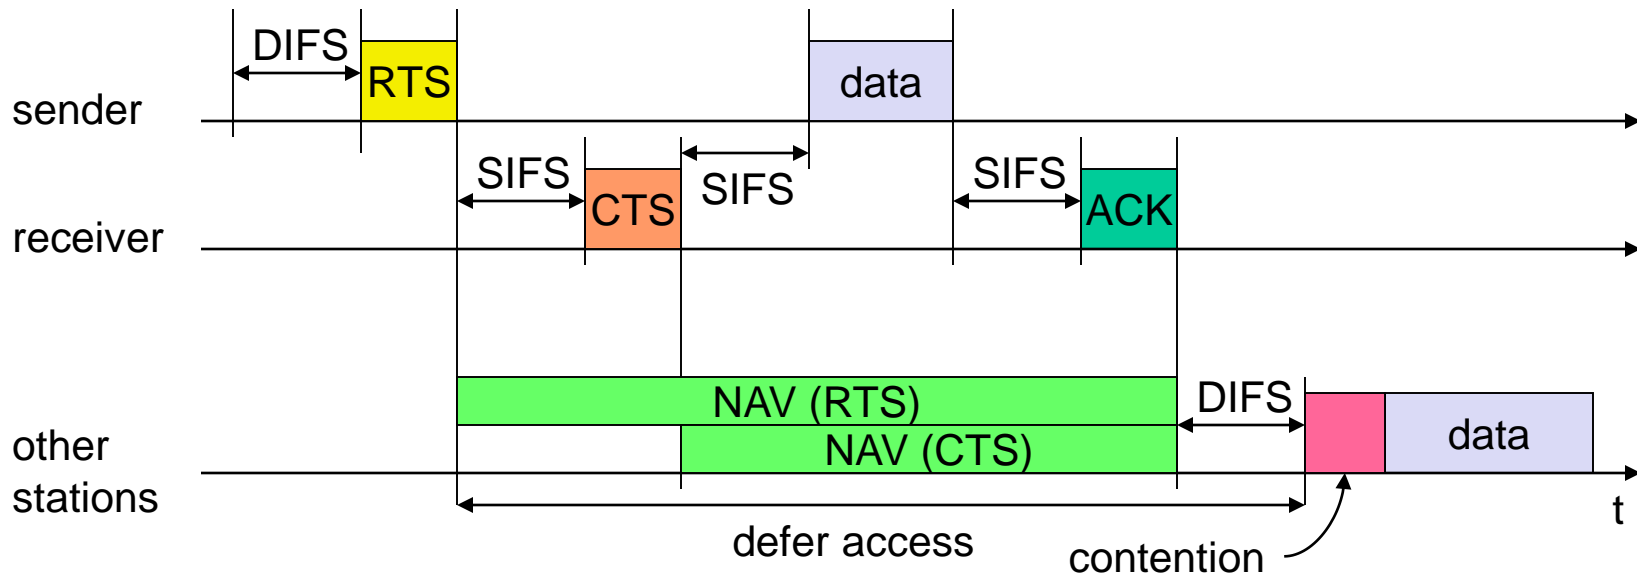 DIFS
RTS
data
sender
SIFS
CTS
SIFS
SIFS
ACK
receiver
NAV (RTS)
DIFS
NAV (CTS)
data
other
stations
t
defer access
contention